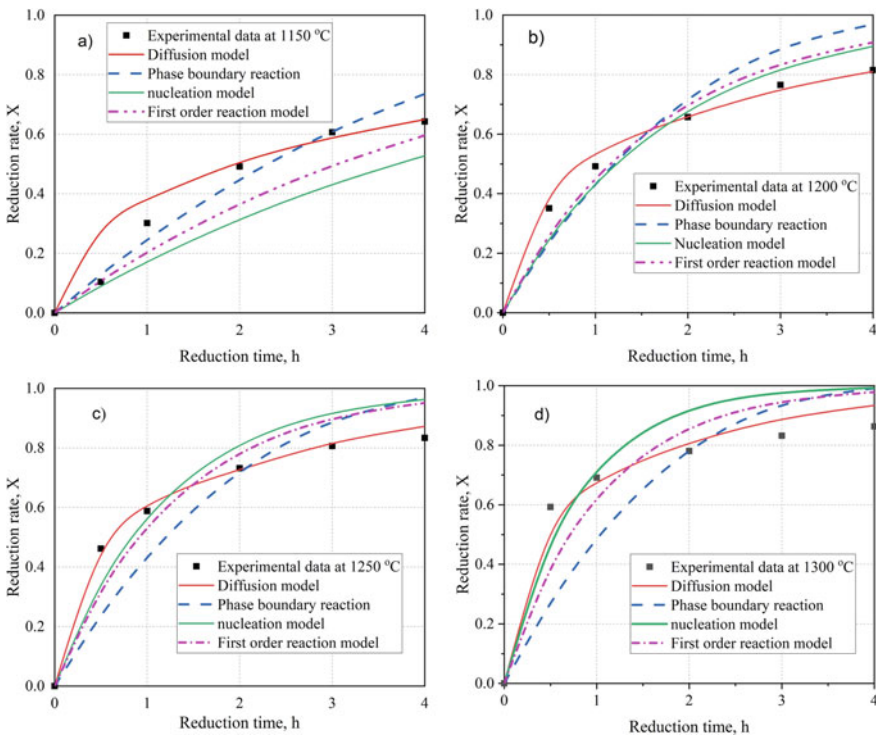 a)
Experimental data at 1150 °C
Diffusion model
Phase boundary reaction
nucleation model
First order reaction model
Reduction rate, X
1.0
0.8
0.6
0.4
0.2
0.0
0 1 2 3 4
Reduction time, h
b)
Experimental data at 1200 °C
Diffusion model
Phase boundary reaction
Nucleation model
First order reaction model
Reduction rate, X
1.0
0.8
0.6
0.4
0.2
0.0
0 1 2 3 4
Reduction time, h
c)
Experimental data at 1250 °C
Diffusion model
Phase boundary reaction
nucleation model
First order reaction model
Reduction rate, X
1.0
0.8
0.6
0.4
0.2
0.0
0 1 2 3 4
Reduction time, h
d)
Experimental data at 1300 °C
Diffusion model
Phase boundary reaction
nucleation model
First order reaction model
Reduction rate, X
1.0
0.8
0.6
0.4
0.2
0.0
0 1 2 3 4
Reduction time, h